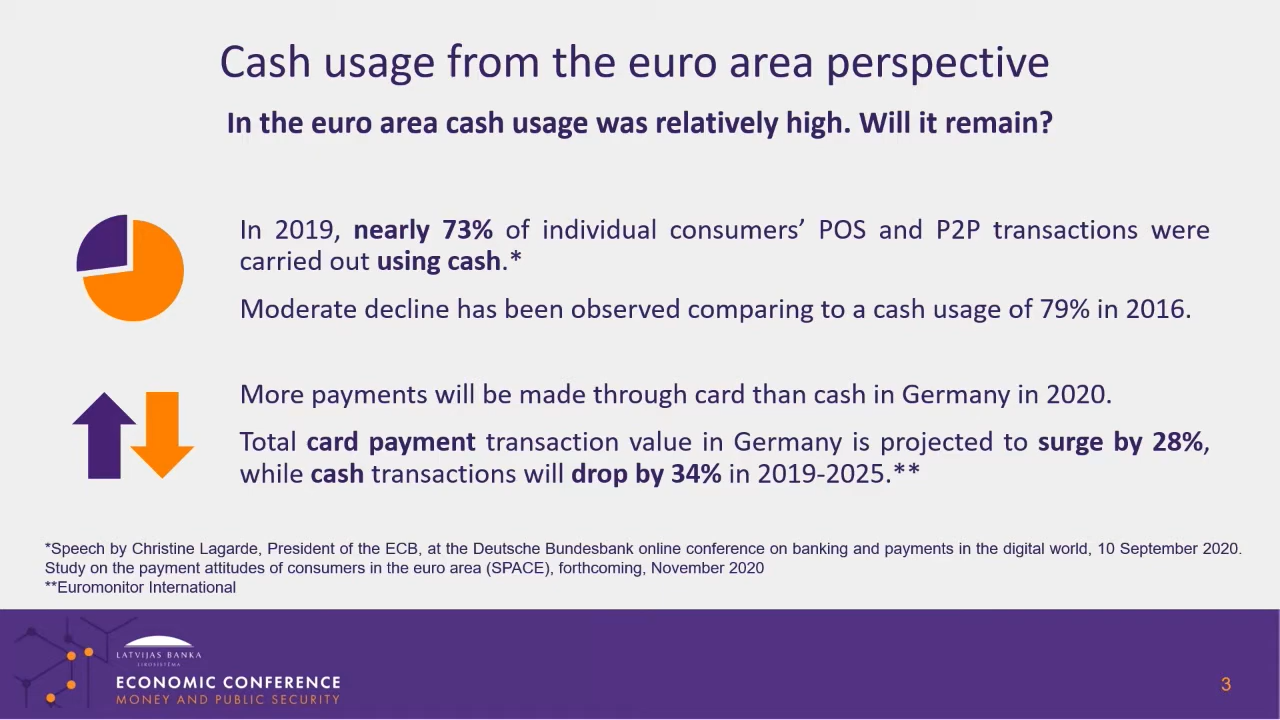 Cash usage from the euro area perspective
In the euro area cash usage was relatively high. Will it remain?
In 2019, nearly 73% of individual consumers’ POS and P2P transactions were
carried out using cash.*
Moderate decline has been observed comparing to a cash usage of 79% in 2016.
More payments will be made through card than cash in Germany in 2020.
Total card payment transaction value in Germany is projected to surge by 28%,
while cash transactions will drop by 34% in 2019-2025.**
*Speech by Christine Lagarde, President of the ECB, at the Deutsche Bundesbank online conference on banking and payments in the digital world, 10 September 2020.
Study on the payment attitudes of consumers in the euro area (SPACE), forthcoming, November 2020
**Euromonitor International
LATVIJAS BANKA
EIROSISTĒMA
ECONOMIC CONFERENCE
MONEY AND PUBLIC SECURITY
3